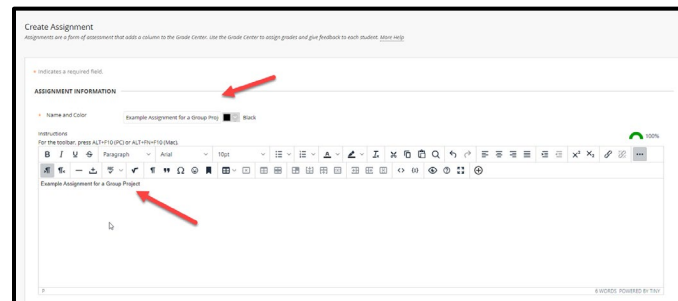 Create Assignment
Assignments are a form of assessment that adds a column to the Grade Center. Use the Grade Center to assign grades and give feedback to each student. More Help
* Indicates a required field.
ASSIGNMENT INFORMATION
* Name and Color Example Assignment for a Group Proj Black
Instructions
For the toolbar, press ALT+F10 (PC) or ALT+FN+F10 (Mac).
100%
B I U S Paragraph Arial 10pt
Example Assignment for a Group Project
P 6 WORDS POWERED BY TINY